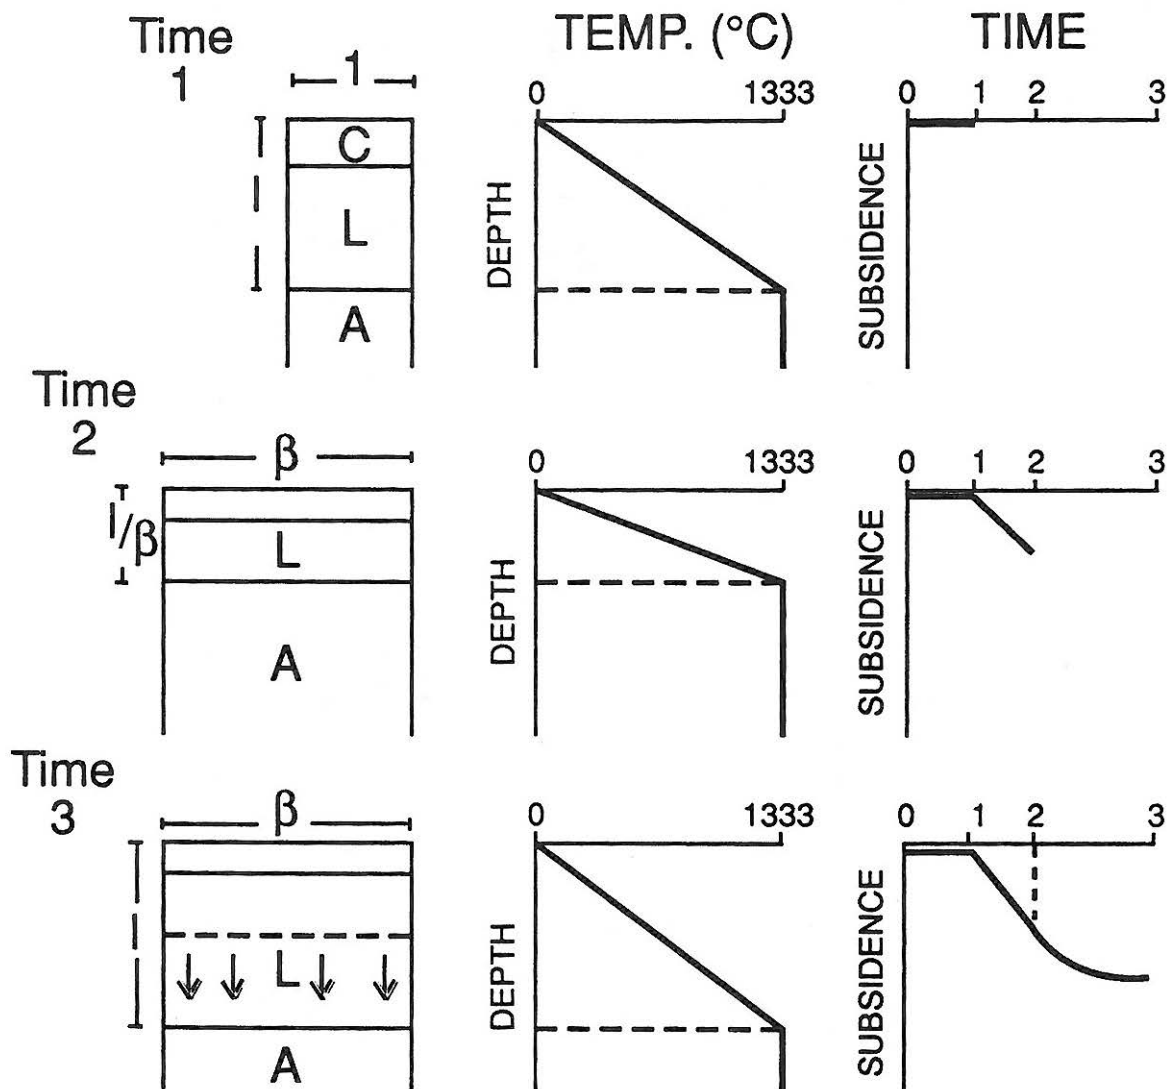 Time
1
1
C
L
A
l
TEMP. (°C)
0 1333
DEPTH
TIME
0 1 2 3
SUBSIDENCE
Time
2
β
l/β
L
A
0 1333
DEPTH
0 1 2 3
SUBSIDENCE
Time
3
β
l
L
A
0 1333
DEPTH
0 1 2 3
SUBSIDENCE